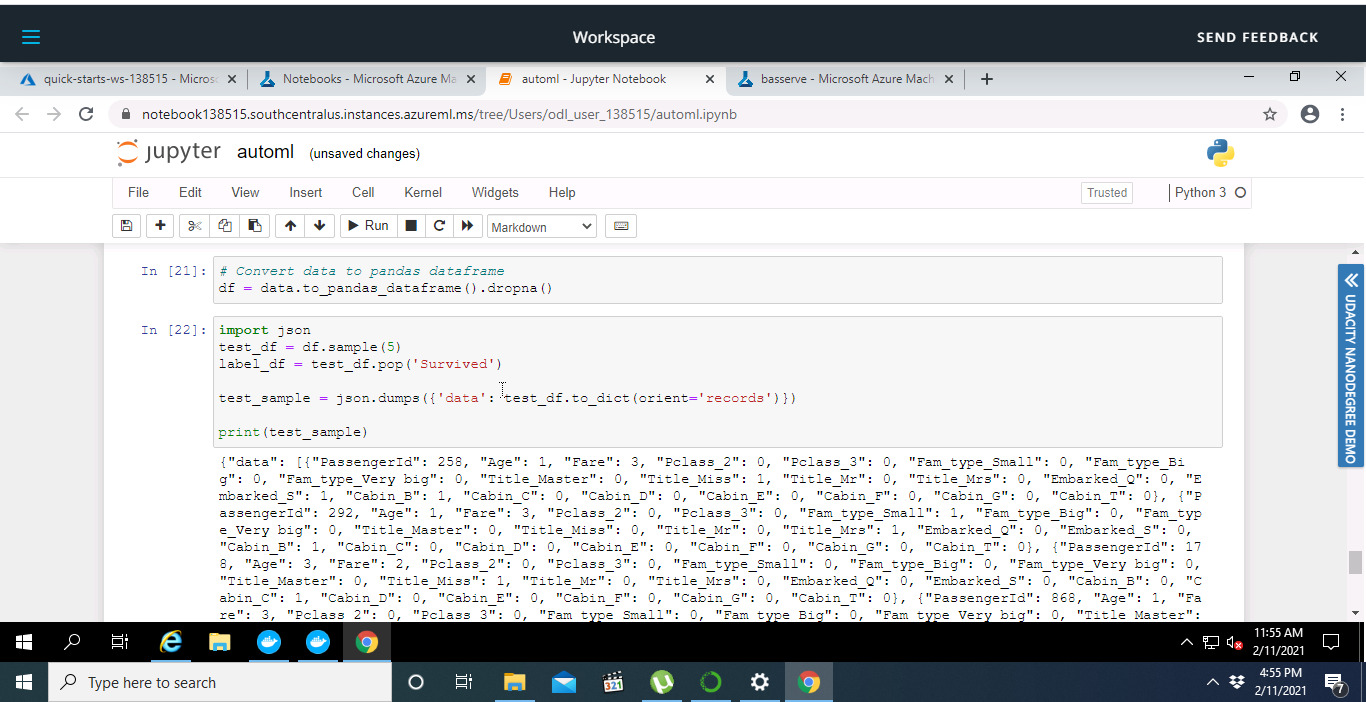 Workspace
SEND FEEDBACK
quick-starts-ws-138515 - Micros
Notebooks - Microsoft Azure Ma
automl - Jupyter Notebook
basserve - Microsoft Azure Mach
notebook138515.southcentralus.instances.azureml.ms/tree/Users/odl_user_138515/automl.ipynb
jupyter automl (unsaved changes)
File Edit View Insert Cell Kernel Widgets Help
Trusted
Python 3
Run
Markdown
In [21]: # Convert data to pandas dataframe
df = data.to_pandas_dataframe().dropna()
In [22]: import json
test_df = df.sample(5)
label_df = test_df.pop('Survived')
test_sample = json.dumps({'data': test_df.to_dict(orient='records')})
print(test_sample)
{"data": [{"PassengerId": 258, "Age": 1, "Fare": 3, "Pclass_2": 0, "Pclass_3": 0, "Fam_type_Small": 0, "Fam_type_Bi
g": 0, "Fam_type_Very big": 0, "Title_Master": 0, "Title_Miss": 1, "Title_Mr": 0, "Title_Mrs": 0, "Embarked_Q": 0, "E
mbarked_S": 1, "Cabin_B": 1, "Cabin_C": 0, "Cabin_D": 0, "Cabin_E": 0, "Cabin_F": 0, "Cabin_G": 0, "Cabin_T": 0}, {"P
assengerId": 292, "Age": 1, "Fare": 3, "Pclass_2": 0, "Pclass_3": 0, "Fam_type_Small": 1, "Fam_type_Big": 0, "Fam_typ
e_Very big": 0, "Title_Master": 0, "Title_Miss": 0, "Title_Mr": 0, "Title_Mrs": 1, "Embarked_Q": 0, "Embarked_S": 0,
"Cabin_B": 1, "Cabin_C": 0, "Cabin_D": 0, "Cabin_E": 0, "Cabin_F": 0, "Cabin_G": 0, "Cabin_T": 0}, {"PassengerId": 17
8, "Age": 3, "Fare": 2, "Pclass_2": 0, "Pclass_3": 0, "Fam_type_Small": 0, "Fam_type_Big": 0, "Fam_type_Very big": 0,
"Title_Master": 0, "Title_Miss": 1, "Title_Mr": 0, "Title_Mrs": 0, "Embarked_Q": 0, "Embarked_S": 0, "Cabin_B": 0, "C
abin_C": 1, "Cabin_D": 0, "Cabin_E": 0, "Cabin_F": 0, "Cabin_G": 0, "Cabin_T": 0}, {"PassengerId": 868, "Age": 1, "Fa
re": 3, "Pclass_2": 0, "Pclass_3": 0, "Fam_type_Small": 0, "Fam_type_Big": 0, "Fam_type_Very big": 0, "Title_Master":
UDACITY NANODEGREE DEMO
11:55 AM
2/11/2021
Type here to search
321
4:55 PM
2/11/2021
7